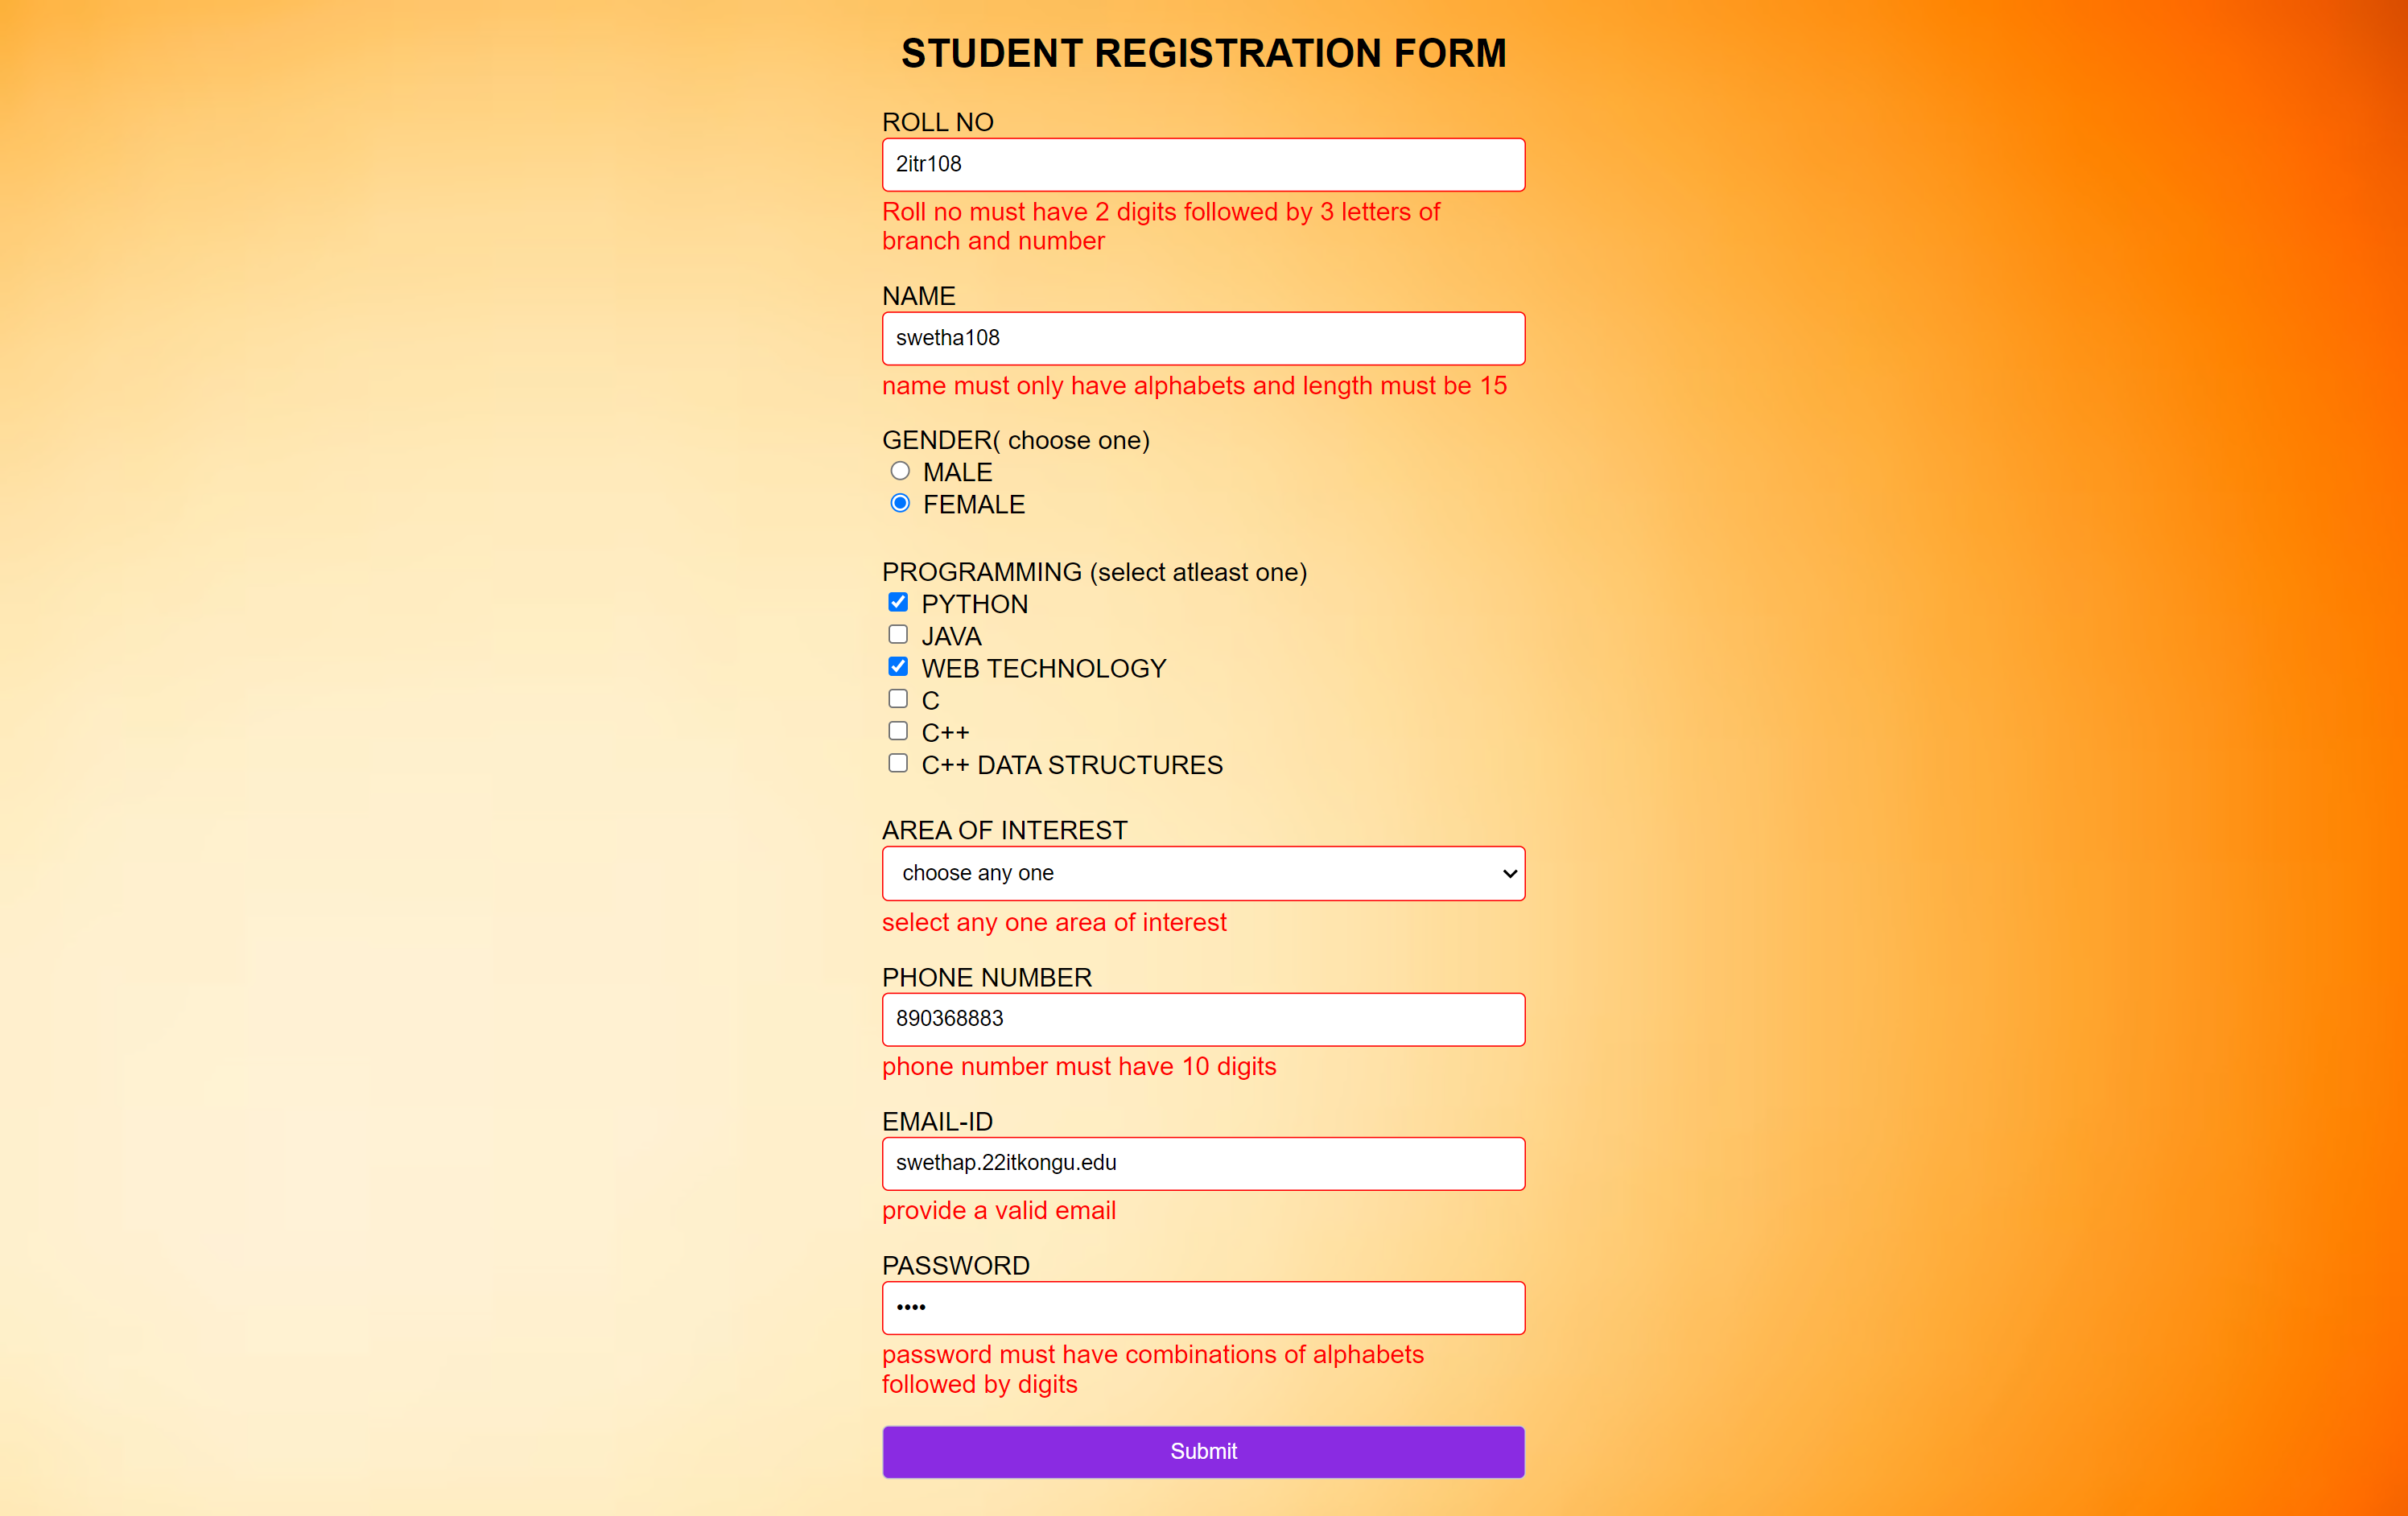 STUDENT REGISTRATION FORM
ROLL NO
2itr108
Roll no must have 2 digits followed by 3 letters of
branch and number
NAME
swetha108
name must only have alphabets and length must be 15
GENDER( choose one)
MALE
FEMALE
PROGRAMMING (select atleast one)
PYTHON
JAVA
WEB TECHNOLOGY
C
C++
C++ DATA STRUCTURES
AREA OF INTEREST
choose any one
select any one area of interest
PHONE NUMBER
890368883
phone number must have 10 digits
EMAIL-ID
swethap.22itkongu.edu
provide a valid email
PASSWORD
••••
password must have combinations of alphabets
followed by digits
Submit